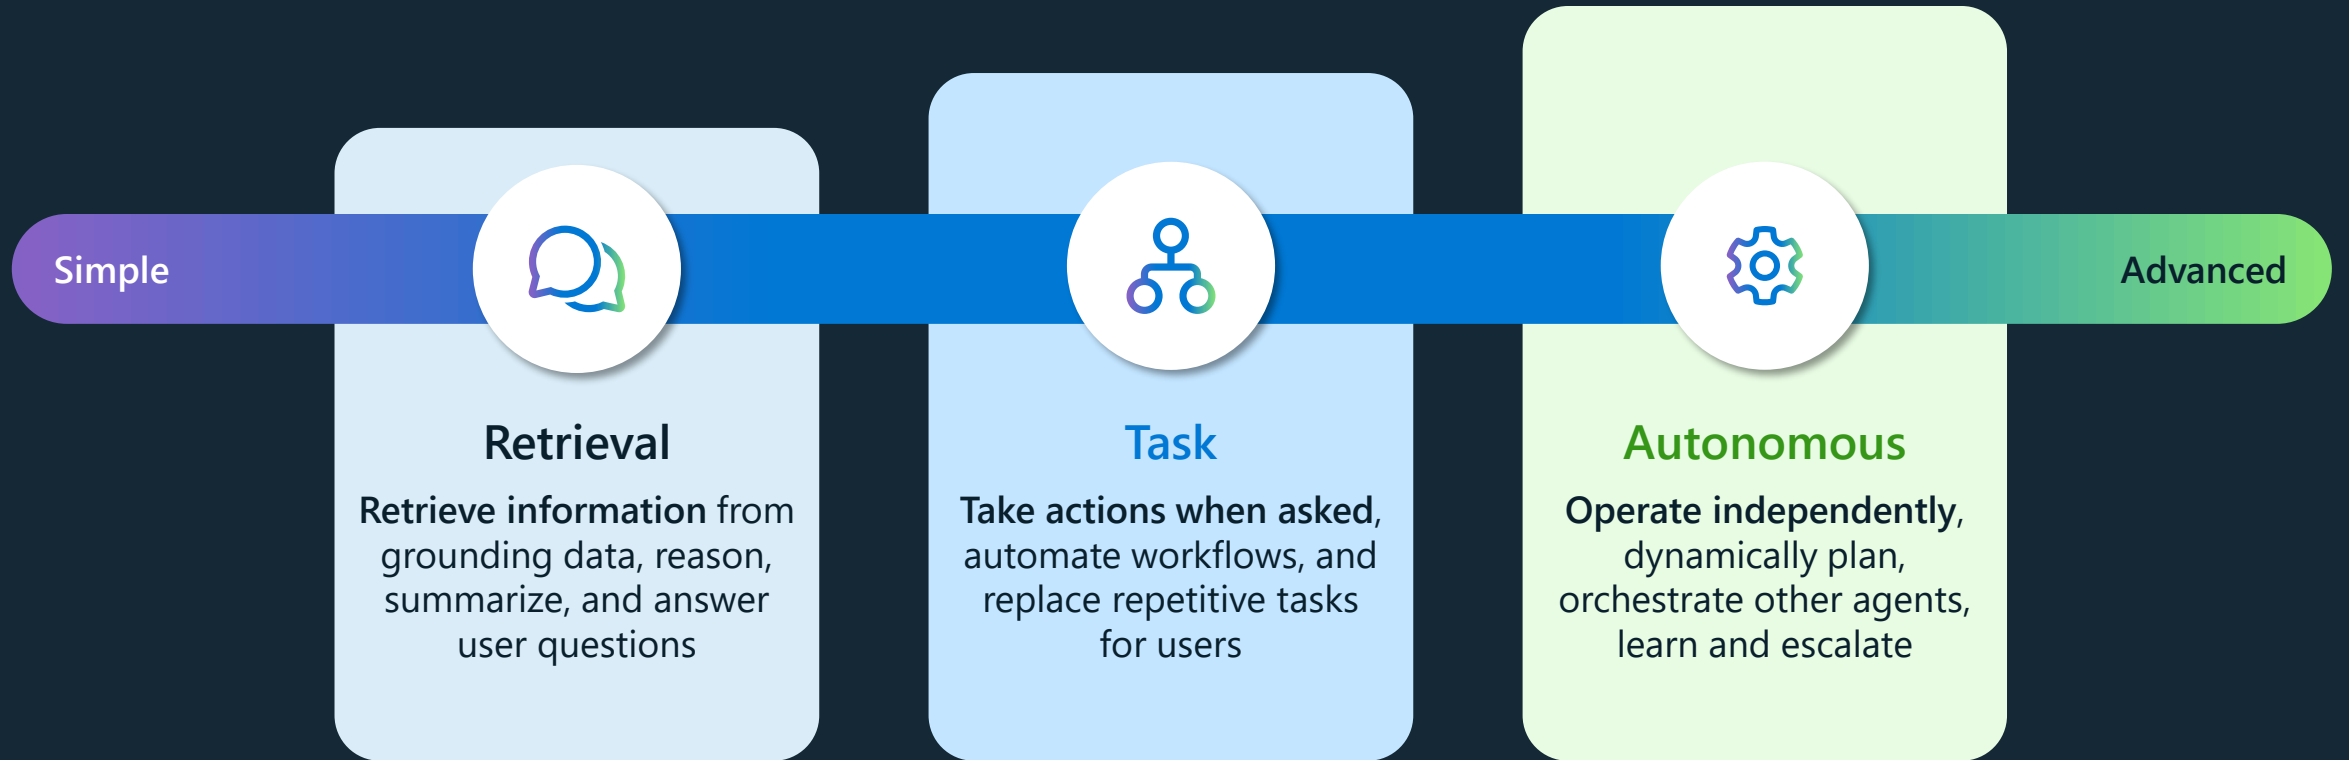 Simple
Advanced
Retrieval
Retrieve information from
grounding data, reason,
summarize, and answer
user questions
Task
Take actions when asked,
automate workflows, and
replace repetitive tasks
for users
Autonomous
Operate independently,
dynamically plan,
orchestrate other agents,
learn and escalate